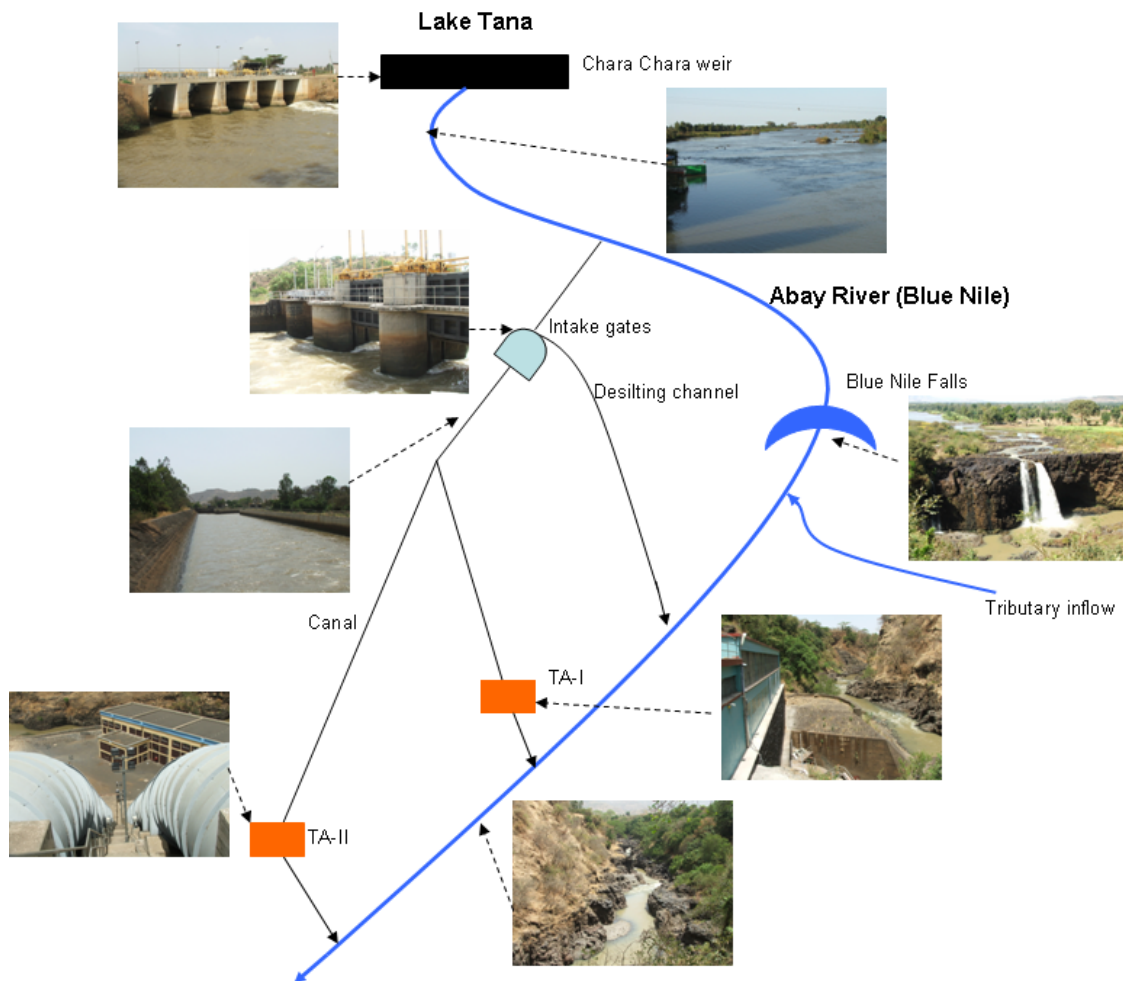 Lake Tana
Chara Chara weir
Abay River (Blue Nile)
Intake gates
Blue Nile Falls
Desilting channel
Tributary inflow
Canal
TA-I
TA-II